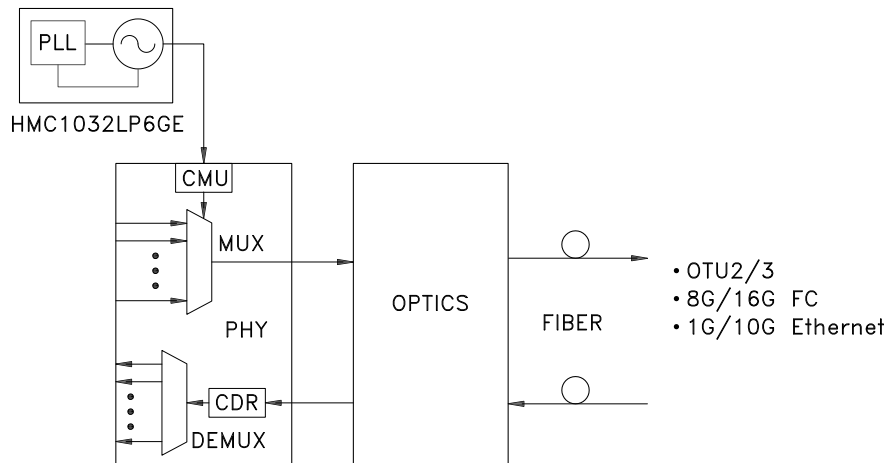 PLL
HMC1032LP6GE
CMU
MUX
PHY
OPTICS
FIBER
• OTU2/3
• 8G/16G FC
• 1G/10G Ethernet
CDR
DEMUX